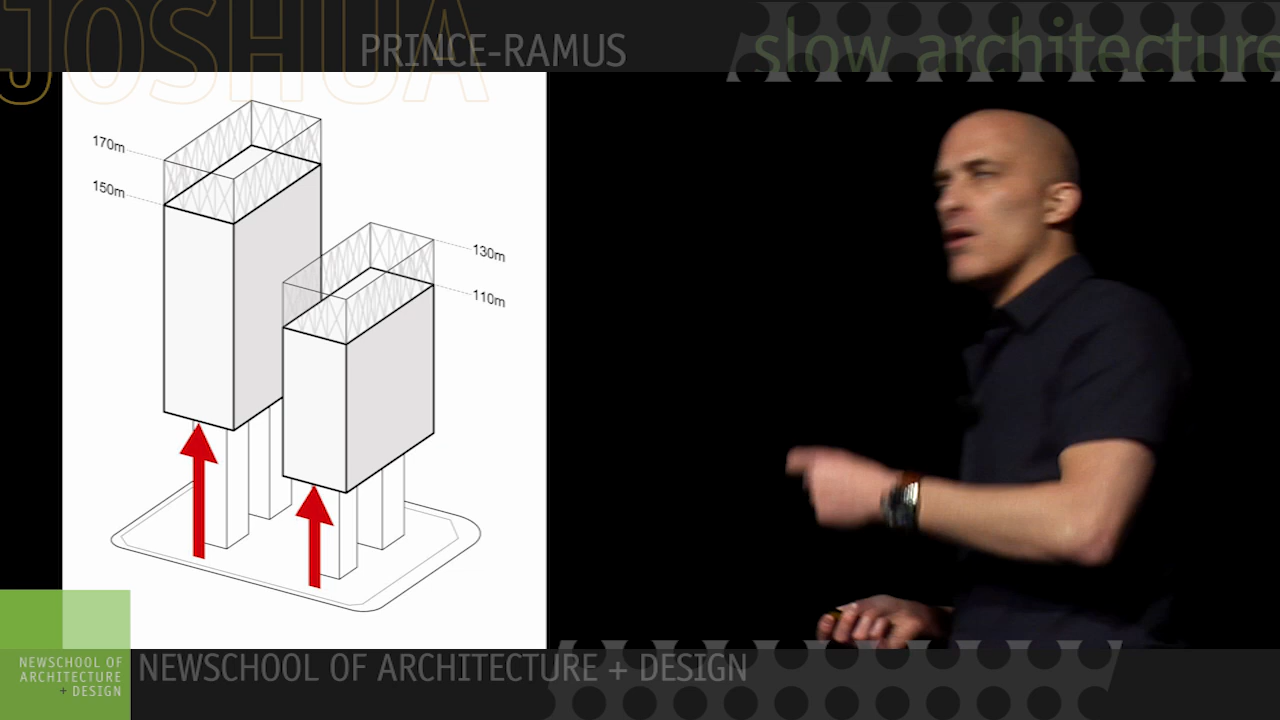 JOSHUA
PRINCE-RAMUS
slow architecture
170m
150m
130m
110m
NEWSCHOOL OF
ARCHITECTURE
+ DESIGN
NEWSCHOOL OF ARCHITECTURE + DESIGN